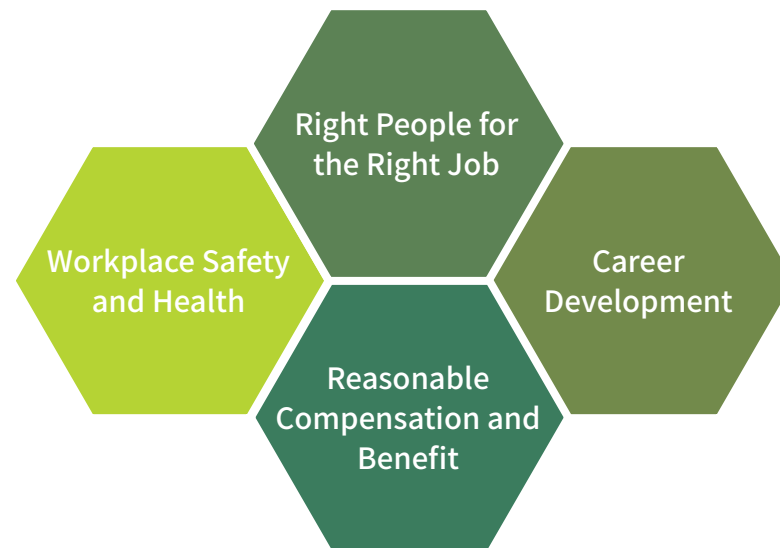 Right People for
the Right Job
Workplace Safety
and Health
Career
Development
Reasonable
Compensation and
Benefit